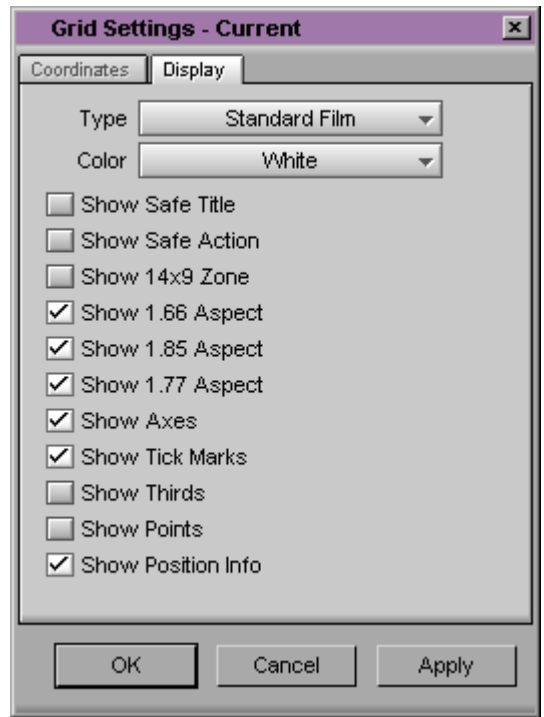 Grid Settings - Current
Coordinates Display
Type Standard Film
Color White
Show Safe Title
Show Safe Action
Show 14x9 Zone
Show 1.66 Aspect
Show 1.85 Aspect
Show 1.77 Aspect
Show Axes
Show Tick Marks
Show Thirds
Show Points
Show Position Info
OK Cancel Apply